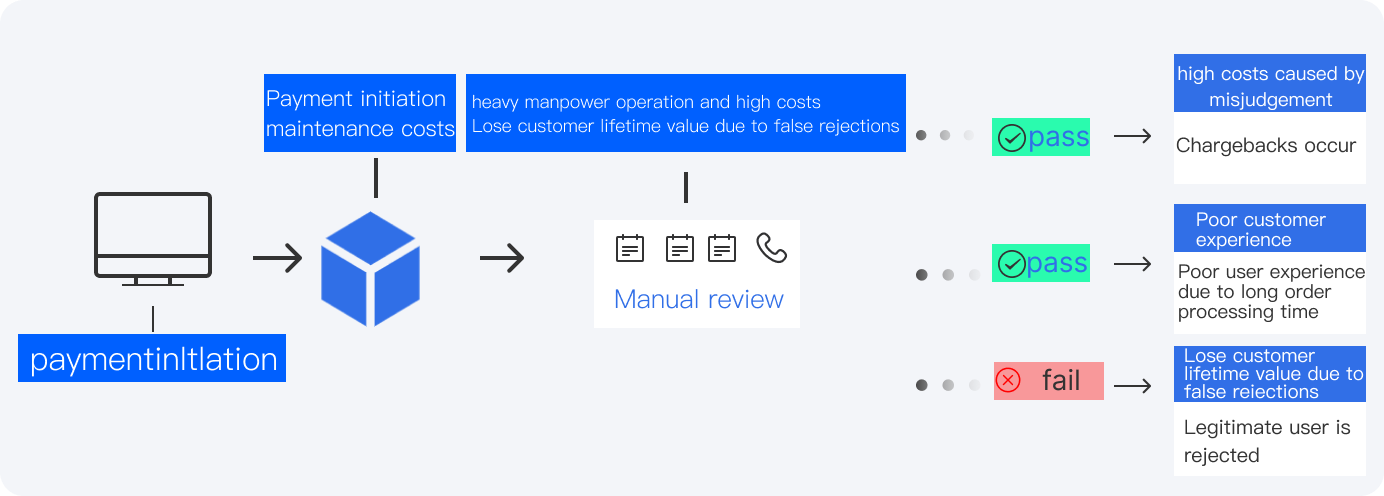 Payment initiation
maintenance costs
heavy manpower operation and high costs
Lose customer lifetime value due to false rejections
paymentinItlation
Manual review
pass
high costs caused by
misjudgement
Chargebacks occur
pass
Poor customer
experience
Poor user experience
due to long order
processing time
fail
Lose customer
lifetime value due to
false reiections
Legitimate user is
rejected